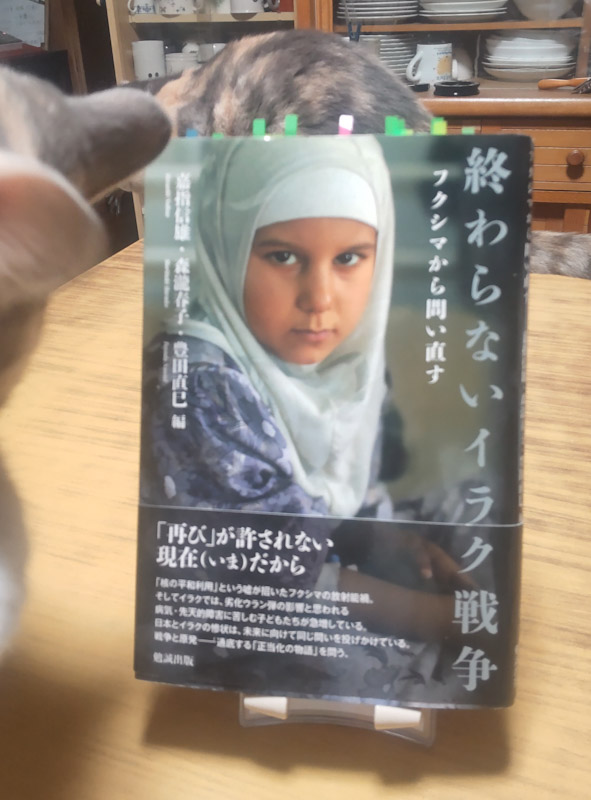 終わらないイラク戦争
フクシマから問い直す
嘉指信雄・森瀧春子・豊田直巳 編
「再び」が許されない
現在(いま)だから
「核の平和利用」という嘘が招いたフクシマの放射能禍。
そしてイラクでは、劣化ウラン弾の影響と思われる
病気・先天的障害に苦しむ子どもたちが急増している。
日本とイラクの惨状は、未来に向けて同じ問いを投げかけている。
戦争と原発――通底する「正当化の物語」を問う。
勉誠出版